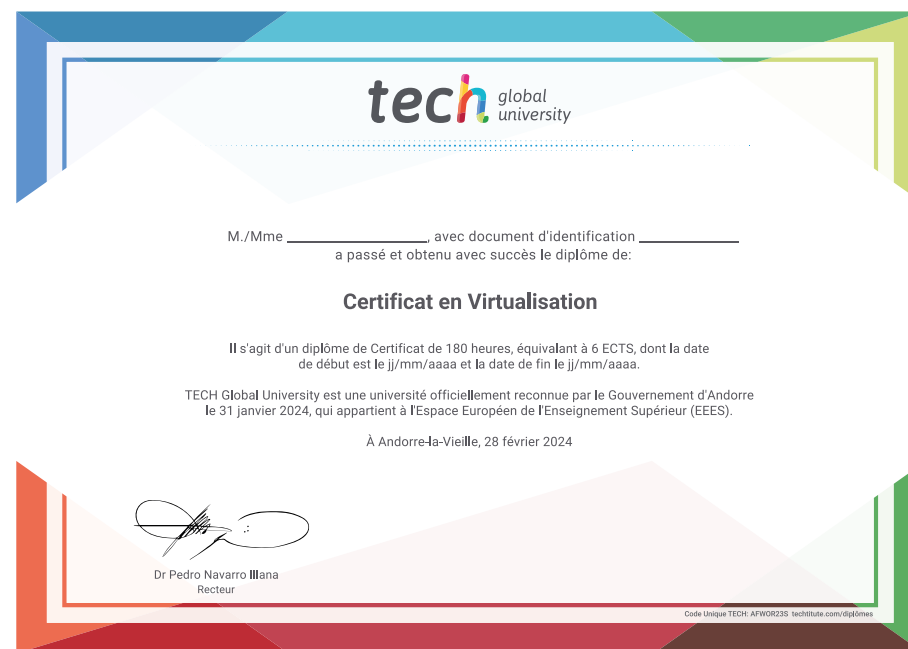 tech global university
M./Mme ____________, avec document d'identification ____________
a passé et obtenu avec succès le diplôme de:
Certificat en Virtualisation
Il s'agit d'un diplôme de Certificat de 180 heures, équivalant à 6 ECTS, dont la date
de début est le jj/mm/aaaa et la date de fin le jj/mm/aaaa.
TECH Global University est une université officiellement reconnue par le Gouvernement d'Andorre
le 31 janvier 2024, qui appartient à l'Espace Européen de l'Enseignement Supérieur (EEES).
À Andorre-la-Vieille, 28 février 2024
Dr Pedro Navarro Illana
Recteur
Code Unique TECH: AFWOR23S techtitute.com/diplômes